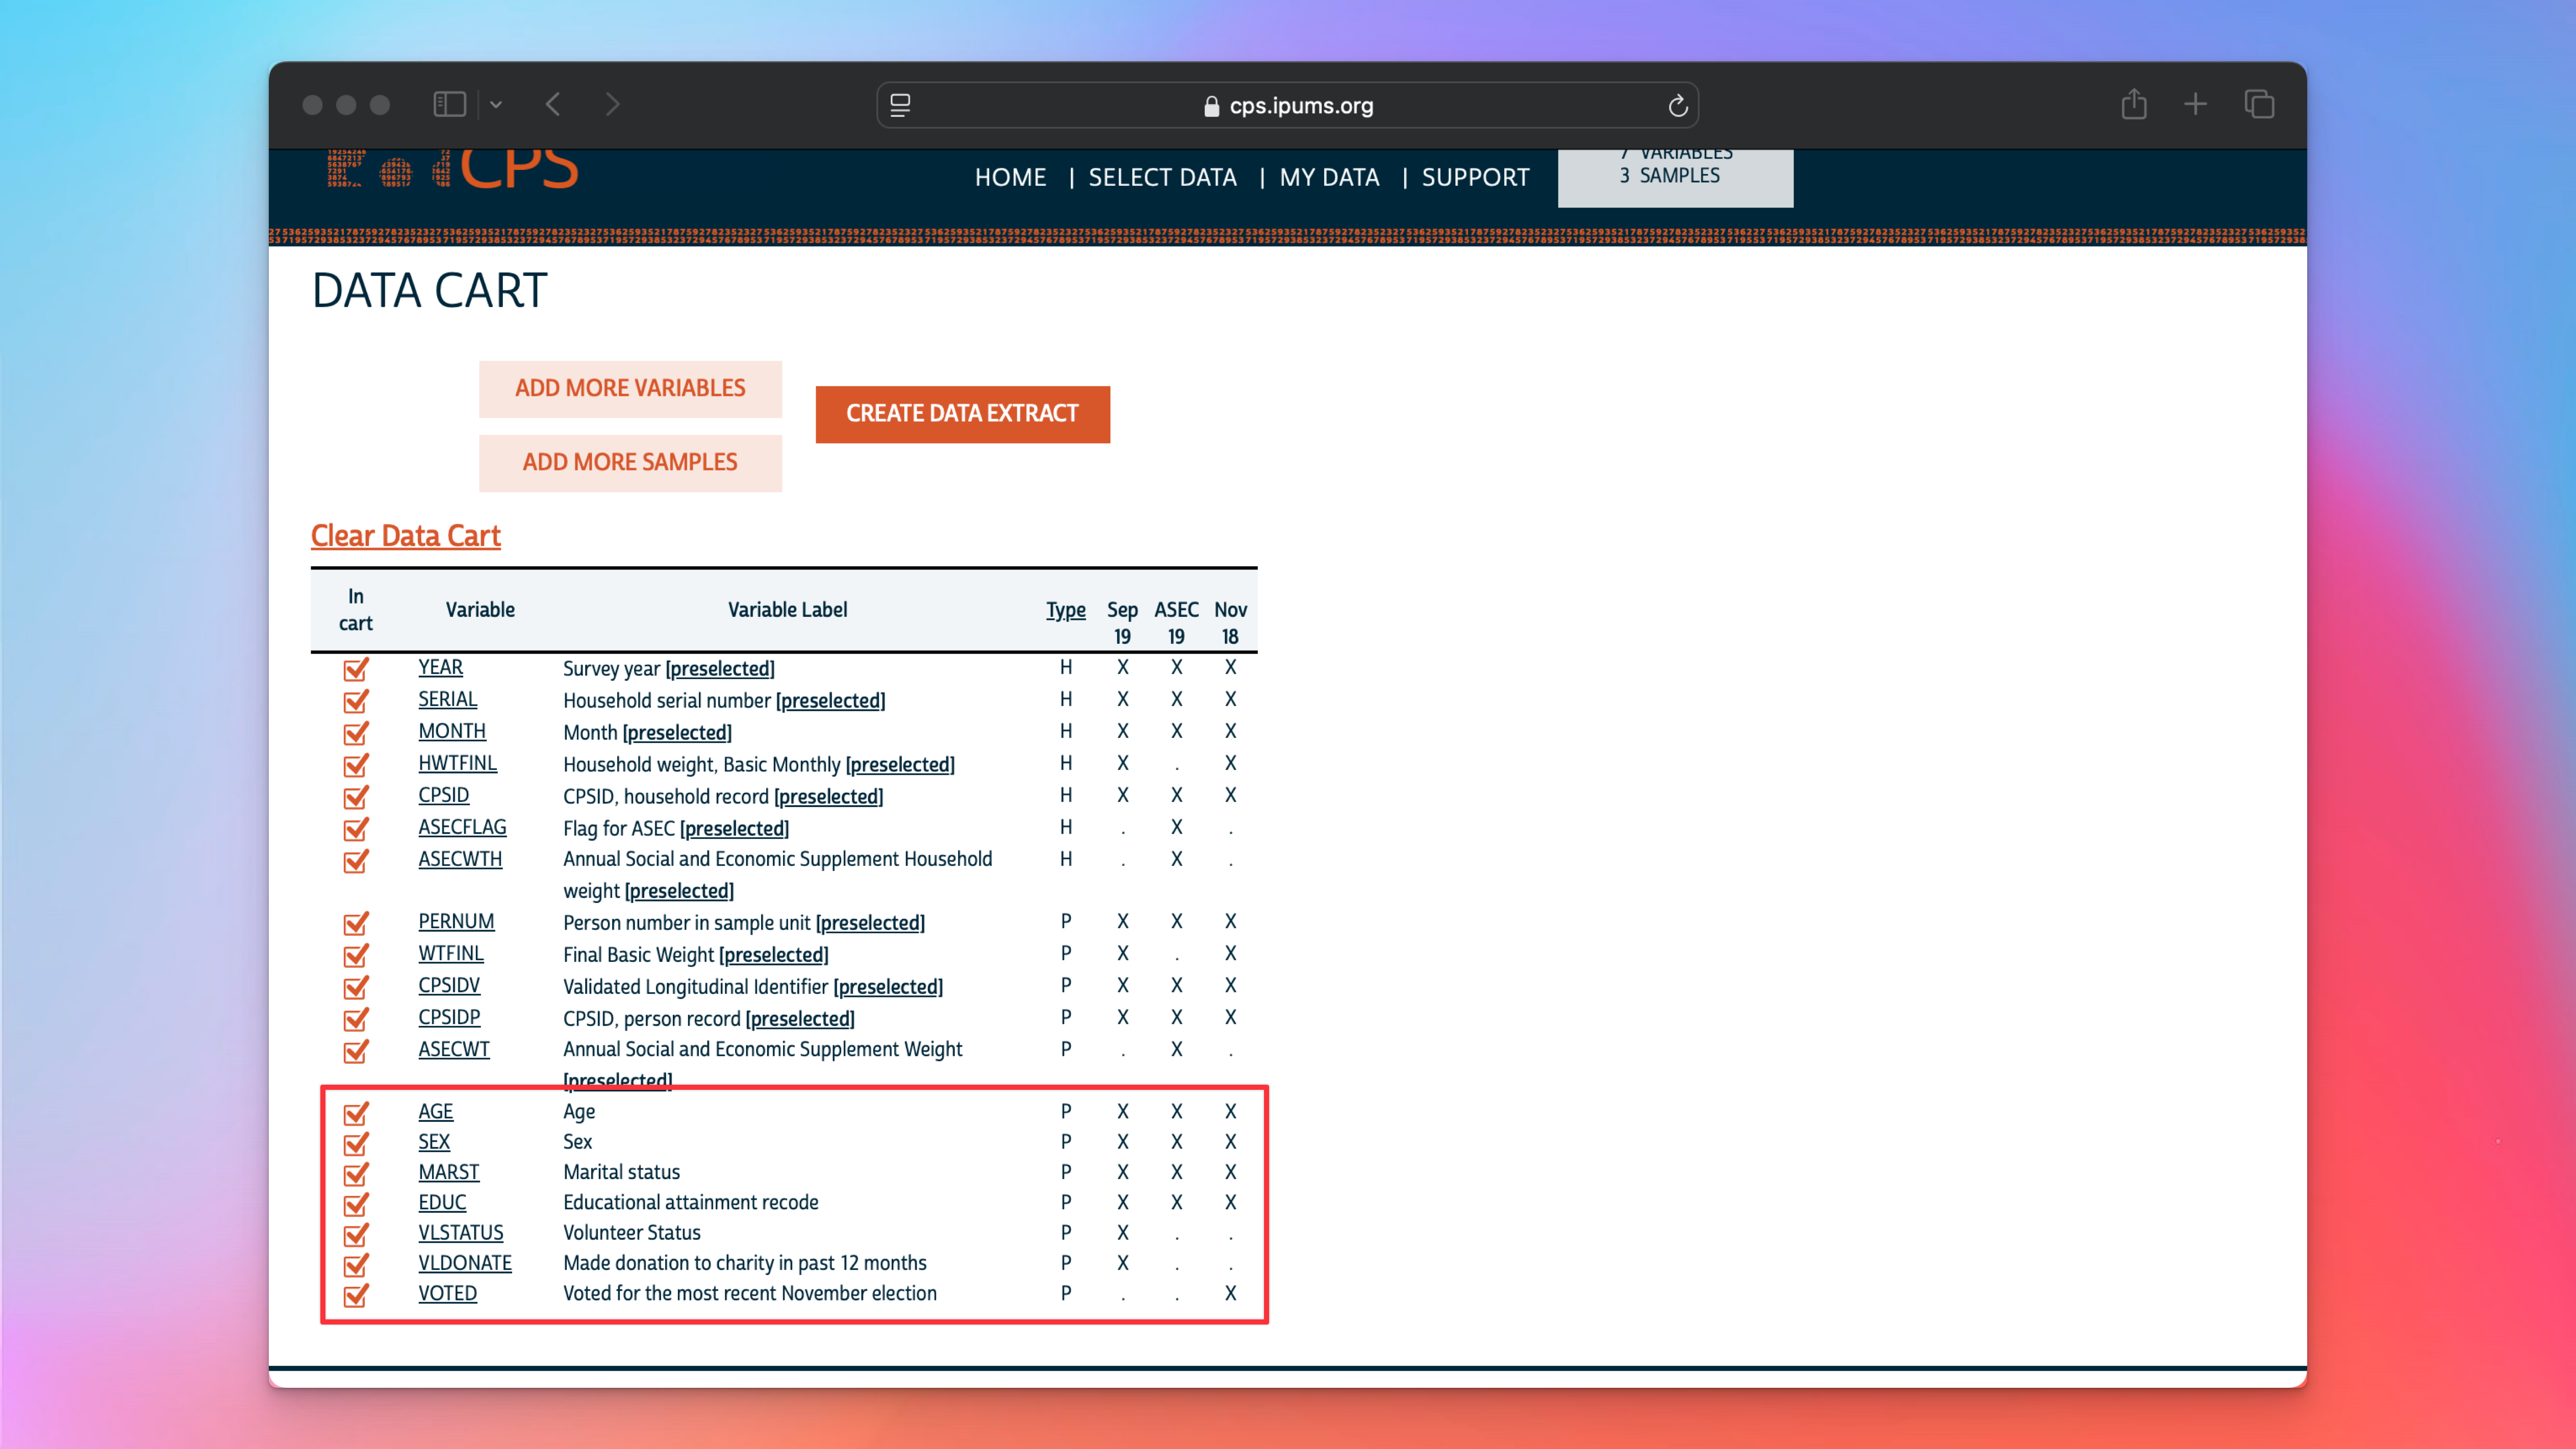 cps.ipums.org
CPS
HOME | SELECT DATA | MY DATA | SUPPORT
7 VARIABLES
3 SAMPLES
DATA CART
ADD MORE VARIABLES
CREATE DATA EXTRACT
ADD MORE SAMPLES
Clear Data Cart
In cart Variable Variable Label Type Sep 19 ASEC 19 Nov 18
YEAR Survey year [preselected] H X X X
SERIAL Household serial number [preselected] H X X X
MONTH Month [preselected] H X X X
HWTFINL Household weight, Basic Monthly [preselected] H X . X
CPSID CPSID, household record [preselected] H X X X
ASECFLAG Flag for ASEC [preselected] H . X .
ASECWTH Annual Social and Economic Supplement Household H . X .
weight [preselected]
PERNUM Person number in sample unit [preselected] P X X X
WTFINL Final Basic Weight [preselected] P X . X
CPSIDV Validated Longitudinal Identifier [preselected] P X X X
CPSIDP CPSID, person record [preselected] P X X X
ASECWT Annual Social and Economic Supplement Weight P . X .
[preselected]
AGE Age P X X X
SEX Sex P X X X
MARST Marital status P X X X
EDUC Educational attainment recode P X X X
VLSTATUS Volunteer Status P X . .
VLDONATE Made donation to charity in past 12 months P X . .
VOTED Voted for the most recent November election P . . X